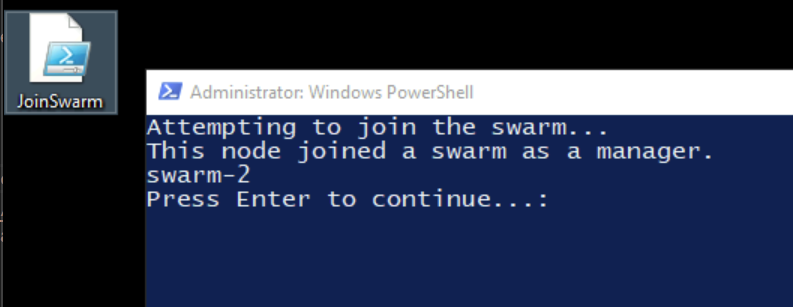 JoinSwarm
Administrator: Windows PowerShell
Attempting to join the swarm...
This node joined a swarm as a manager.
swarm-2
Press Enter to continue...: